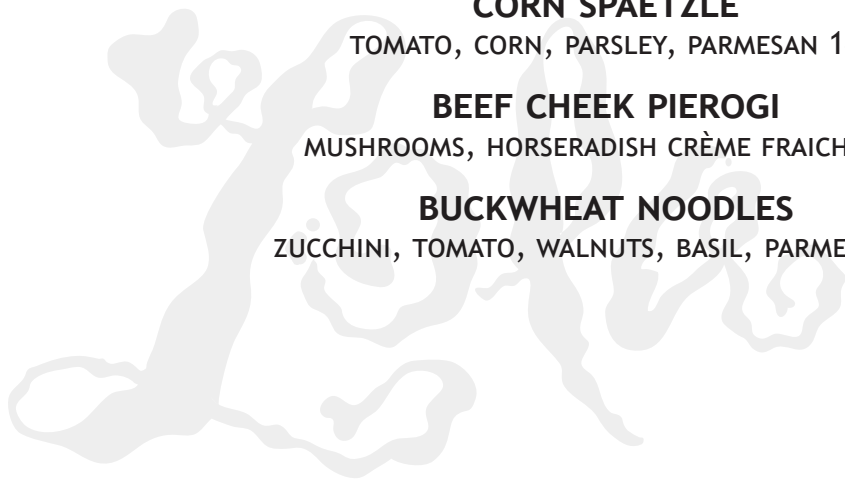 CORN SPAETZLE
TOMATO, CORN, PARSLEY, PARMESAN 1
BEEF CHEEK PIEROGI
MUSHROOMS, HORSERADISH CRÈME FRAICH
BUCKWHEAT NOODLES
ZUCCHINI, TOMATO, WALNUTS, BASIL, PARME